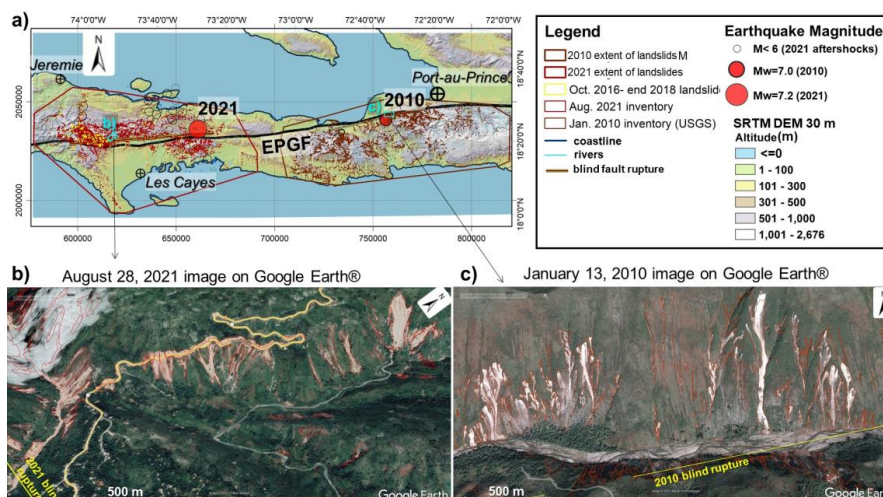 a)
74°0'0"W 73°40'0"W 73°20'0"W 73°0'0"W 72°40'0"W 72°20'0"W 72°0'0"W
N
Jeremie
Port-au-Prince
2010
2021
c)
b)
EPGF
Les Cayes
2050000
2000000
18°40'0"N
18°20'0"N
18°0'0"N
600000 650000 700000 750000 800000
Legend
2010 extent of landslids M
2021 extent of landslides
Oct. 2016- end 2018 landslide
Aug. 2021 inventory
Jan. 2010 inventory (USGS)
coastline
rivers
blind fault rupture
Earthquake Magnitude
M< 6 (2021 aftershocks)
Mw=7.0 (2010)
Mw=7.2 (2021)
SRTM DEM 30 m
Altitude(m)
<=0
1 - 100
101 - 300
301 - 500
501 - 1,000
1,001 - 2,676
b) August 28, 2021 image on Google Earth®
N
2021 blind
rupture
500 m
Google Earth
c) January 13, 2010 image on Google Earth®
N
2010 blind rupture
500 m
Google Earth